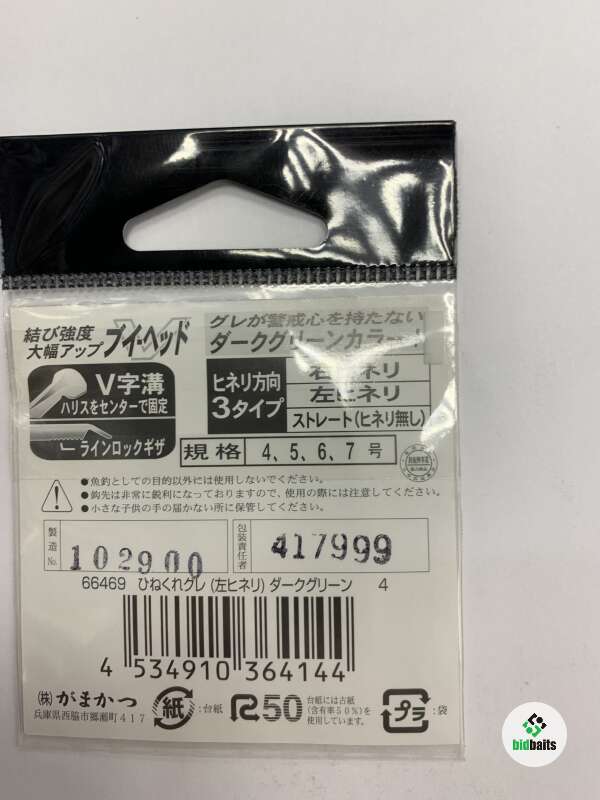 結び強度
大幅アップ
ブイ・ヘッド
グレが警戒心を持たない
ダークグリーンカラー!
V字溝
ハリスをセンターで固定
ラインロックギザ
ヒネリ方向
3タイプ
右ヒネリ
左ヒネリ
ストレート(ヒネリ無し)
規格 4、5、6、7 号
●魚釣としての目的以外には使用しないでください。
●鈎先は非常に鋭利になっておりますので、使用の際には注意してください。
●小さな子供の手の届かない所に保管してください。
製造No. 102900
包装責任者 417999
66469 ひねくれグレ (左ヒネリ) ダークグリーン 4
4 534910 364144
(株) がまかつ
兵庫県西脇市郷瀬町417
紙 :台紙
R50
台紙には古紙
(含有率50%)を
使用しています。
プラ :袋
bidbaits